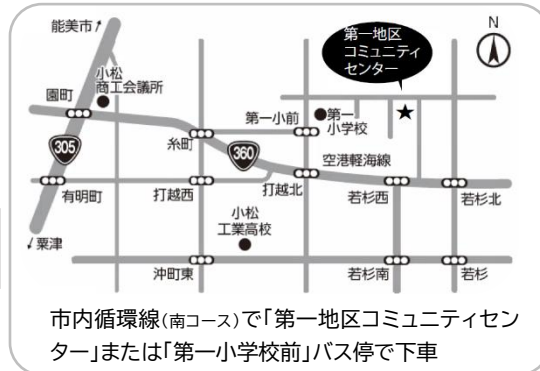 能美市
N
第一地区
コミュニティ
センター
小松
商工会議所
園町
第一小前
第一
小学校
★
糸町
305
360
空港軽海線
有明町
打越西
打越北
若杉西
若杉北
小松
工業高校
粟津
沖町東
若杉南
若杉
市内循環線(南コース)で「第一地区コミュニティセン
ター」または「第一小学校前」バス停で下車